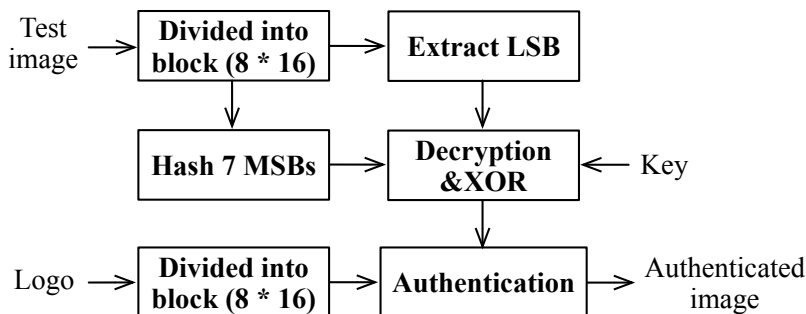 Test
image
Divided into
block (8 * 16)
Extract LSB
Hash 7 MSBs
Decryption
&XOR
Key
Logo
Divided into
block (8 * 16)
Authentication
Authenticated
image